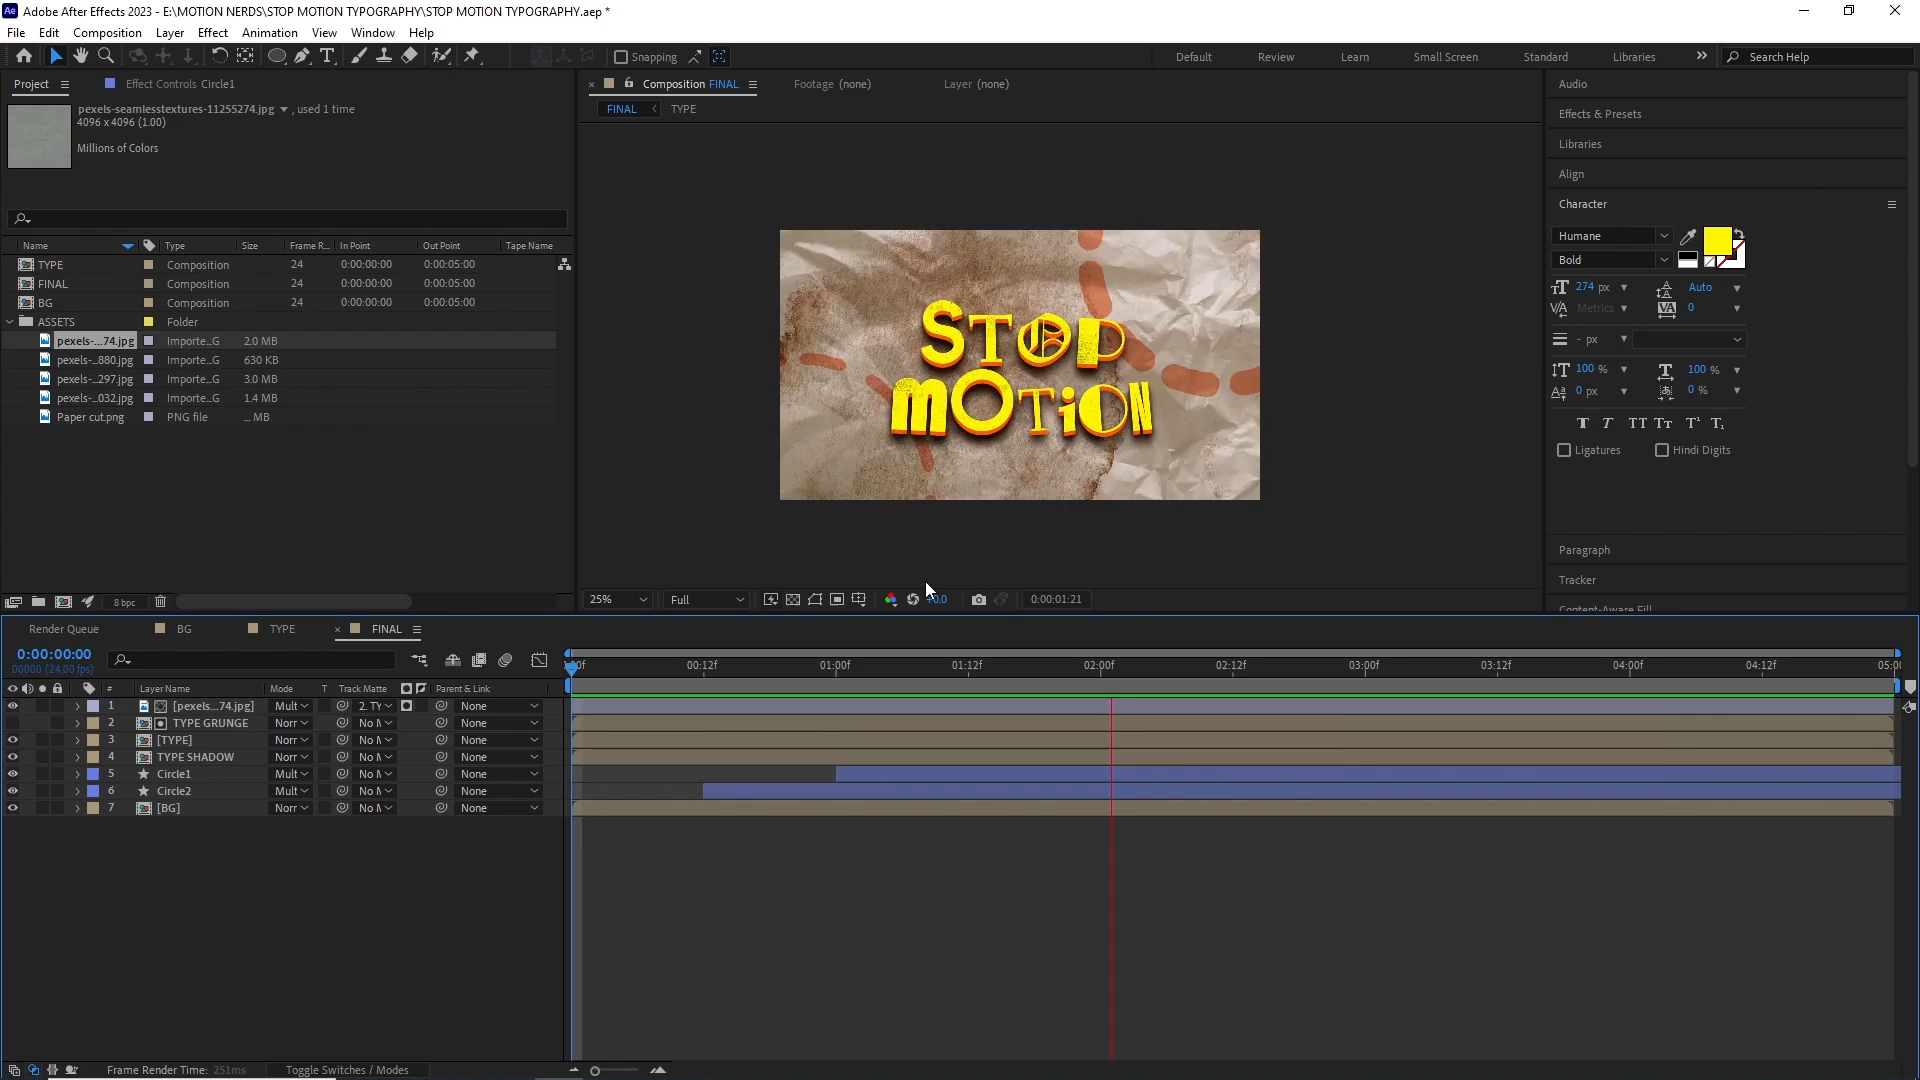 Ae Adobe After Effects 2023 - E:\MOTION NERDS\STOP MOTION TYPOGRAPHY\STOP MOTION TYPOGRAPHY.aep *
File Edit Composition Layer Effect Animation View Window Help
Snapping Default Review Learn Small Screen Standard Libraries Search Help
Project Effect Controls Circle1
pexels-seamlesstextures-11255274.jpg , used 1 time
4096 x 4096 (1.00)
Millions of Colors
Name Type Size Frame R... In Point Out Point Tape Name
TYPE Composition 24 0:00:00:00 0:00:05:00
FINAL Composition 24 0:00:00:00 0:00:05:00
BG Composition 24 0:00:00:00 0:00:05:00
ASSETS Folder
pexels-...74.jpg Importe...G 2.0 MB
pexels-...880.jpg Importe...G 630 KB
pexels-...297.jpg Importe...G 3.0 MB
pexels-...032.jpg Importe...G 1.4 MB
Paper cut.png PNG file ... MB
8 bpc
Composition FINAL Footage (none) Layer (none)
FINAL TYPE
STOP
MOTION
25% Full +0.0 0:00:01:21
Audio
Effects & Presets
Libraries
Align
Character
Humane
Bold
274 px Auto
Metrics 0
- px
100 % 100 %
0 px 0 %
T T TT Tт T¹ T₁
Ligatures Hindi Digits
Paragraph
Tracker
Content-Aware Fill
Render Queue BG TYPE FINAL
0:00:00:00
00000 (24.00 fps)
00:12f 01:00f 01:12f 02:00f 02:12f 03:00f 03:12f 04:00f 04:12f 05:0
# Layer Name Mode T Track Matte Parent & Link
1 [pexels...74.jpg] Mult 2. TY None
2 TYPE GRUNGE Norr No M None
3 [TYPE] Norr No M None
4 TYPE SHADOW Norr No M None
5 Circle1 Mult No M None
6 Circle2 Mult No M None
7 [BG] Norr No M None
Frame Render Time: 251ms Toggle Switches / Modes